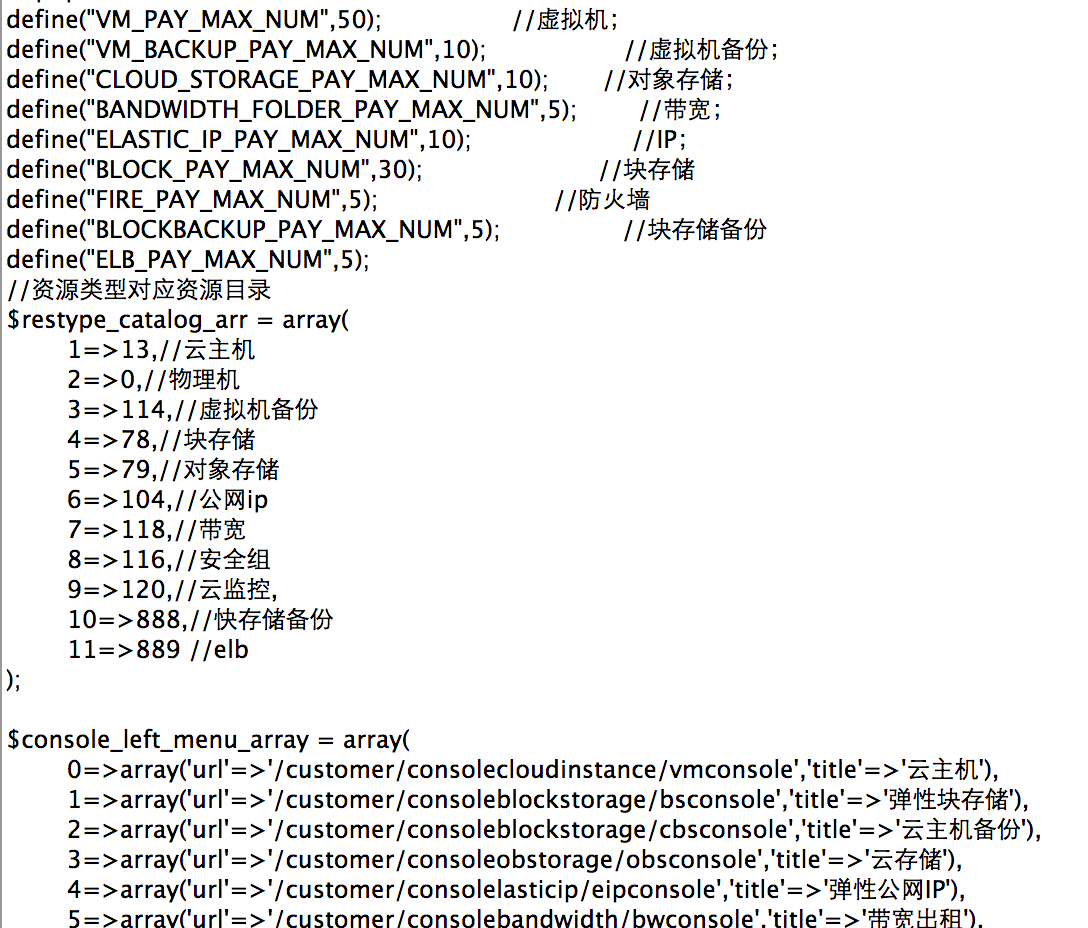 define("VM_PAY_MAX_NUM",50); //虚拟机；
define("VM_BACKUP_PAY_MAX_NUM",10); //虚拟机备份；
define("CLOUD_STORAGE_PAY_MAX_NUM",10); //对象存储；
define("BANDWIDTH_FOLDER_PAY_MAX_NUM",5); //带宽；
define("ELASTIC_IP_PAY_MAX_NUM",10); //IP；
define("BLOCK_PAY_MAX_NUM",30); //块存储
define("FIRE_PAY_MAX_NUM",5); //防火墙
define("BLOCKBACKUP_PAY_MAX_NUM",5); //块存储备份
define("ELB_PAY_MAX_NUM",5);
//资源类型对应资源目录
$restype_catalog_arr = array(
1=>13,//云主机
2=>0,//物理机
3=>114,//虚拟机备份
4=>78,//块存储
5=>79,//对象存储
6=>104,//公网ip
7=>118,//带宽
8=>116,//安全组
9=>120,//云监控,
10=>888,//快存储备份
11=>889 //elb
);
$console_left_menu_array = array(
0=>array('url'=>'/customer/consolecloudinstance/vmconsole','title'=>'云主机'),
1=>array('url'=>'/customer/consoleblockstorage/bsconsole','title'=>'弹性块存储'),
2=>array('url'=>'/customer/consoleblockstorage/cbsconsole','title'=>'云主机备份'),
3=>array('url'=>'/customer/consoleobstorage/obsconsole','title'=>'云存储'),
4=>array('url'=>'/customer/consolelasticip/eipconsole','title'=>'弹性公网IP'),
5=>array('url'=>'/customer/consolebandwidth/bwconsole','title'=>'带宽出租'),